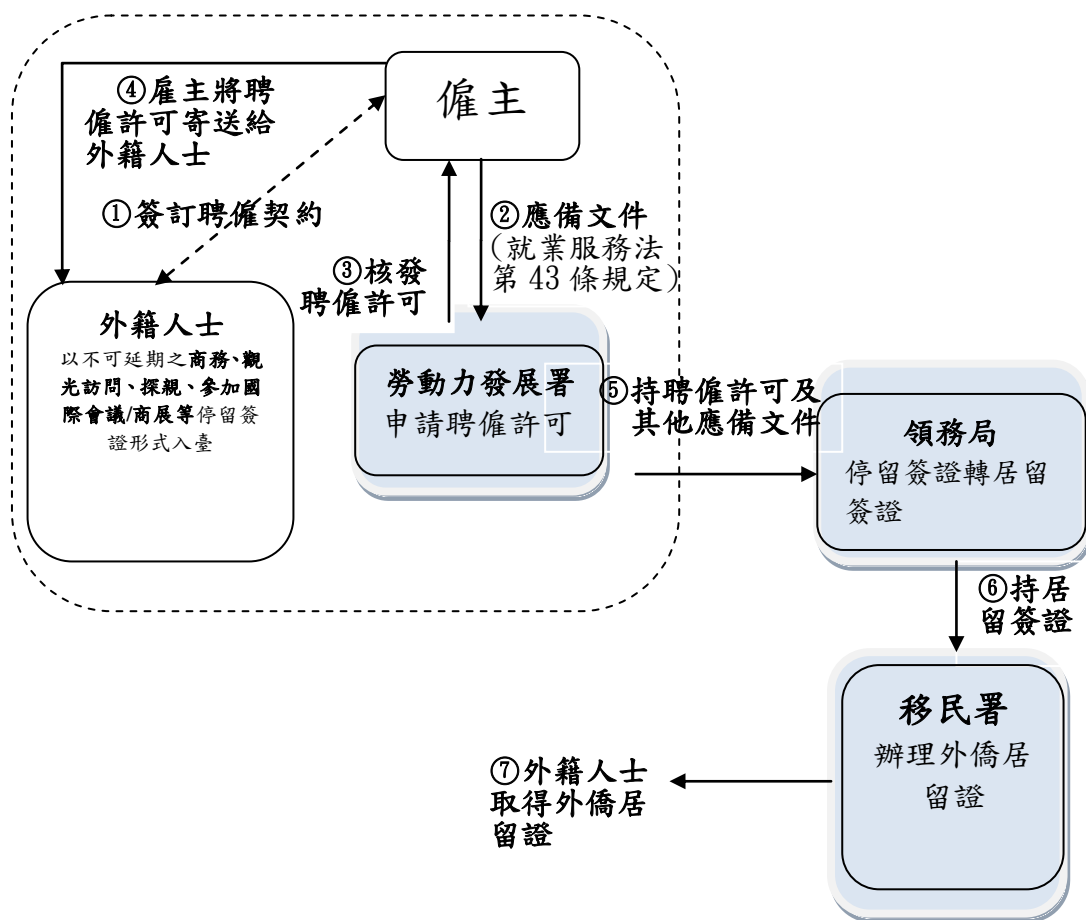 僱主
④雇主將聘
僱許可寄送給
外籍人士
①簽訂聘僱契約
②應備文件
(就業服務法
第 43 條規定)
③核發
聘僱許可
外籍人士
以不可延期之商務、觀
光訪問、探親、參加國
際會議/商展等停留簽
證形式入臺
勞動力發展署
申請聘僱許可
⑤持聘僱許可及
其他應備文件
領務局
停留簽證轉居留
簽證
⑥持居
留簽證
移民署
辦理外僑居
留證
⑦外籍人士
取得外僑居
留證